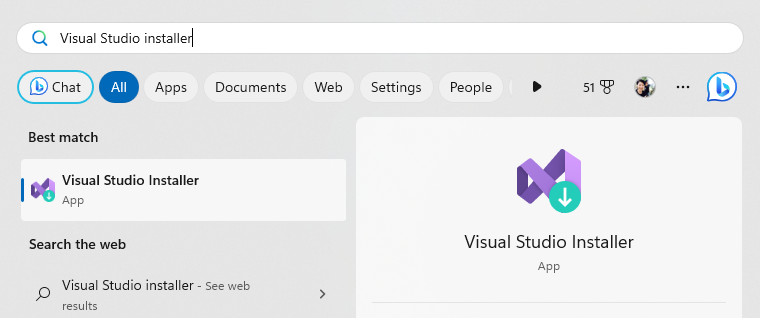 Visual Studio installer
Chat All Apps Documents Web Settings People 51
Best match
Visual Studio Installer
App
Search the web
Visual Studio installer - See web
results
Visual Studio Installer
App